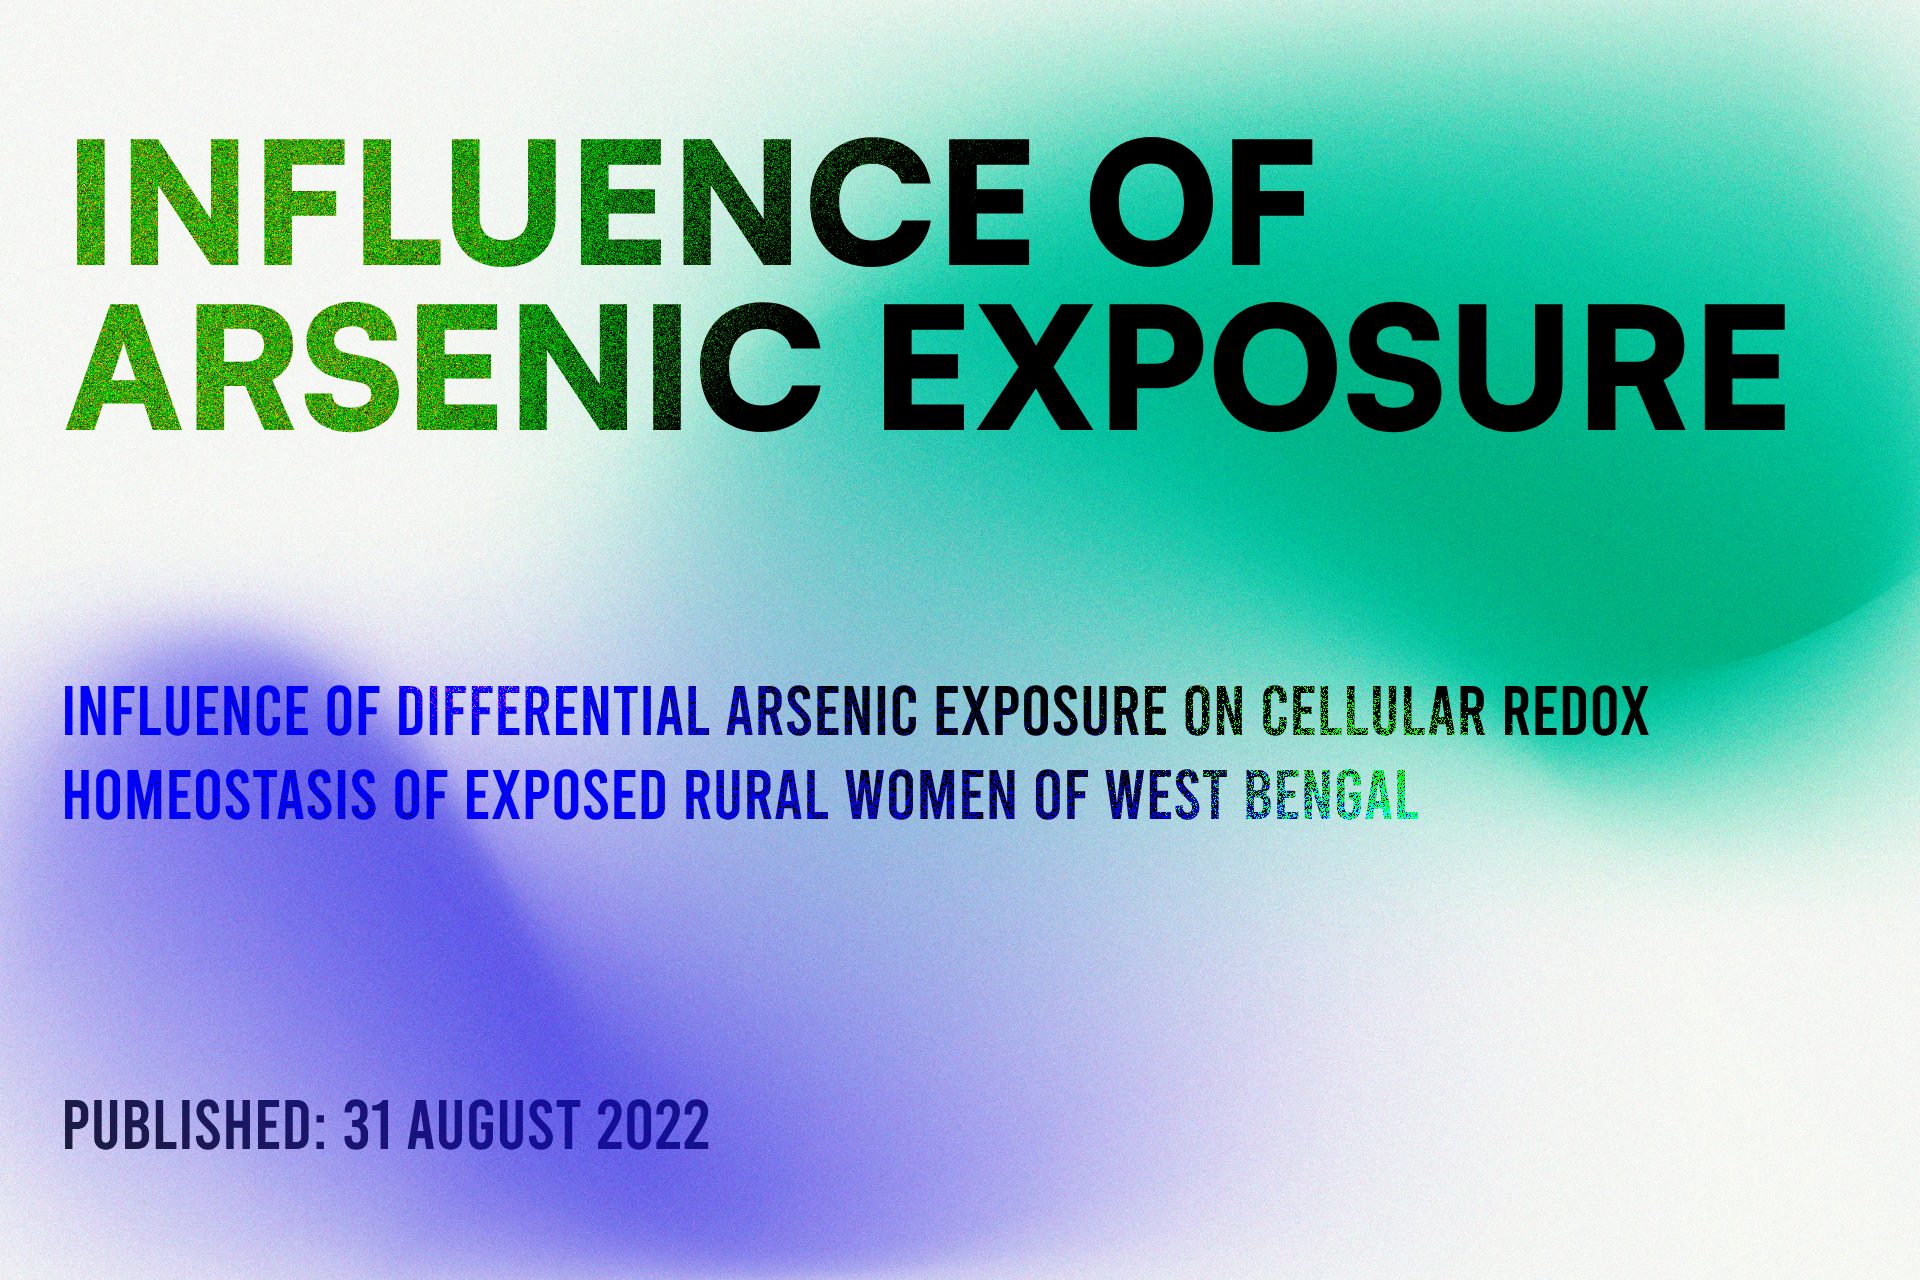 INFLUENCE OF
ARSENIC EXPOSURE
INFLUENCE OF DIFFERENTIAL ARSENIC EXPOSURE ON CELLULAR REDOX
HOMEOSTASIS OF EXPOSED RURAL WOMEN OF WEST BENGAL
PUBLISHED: 31 AUGUST 2022